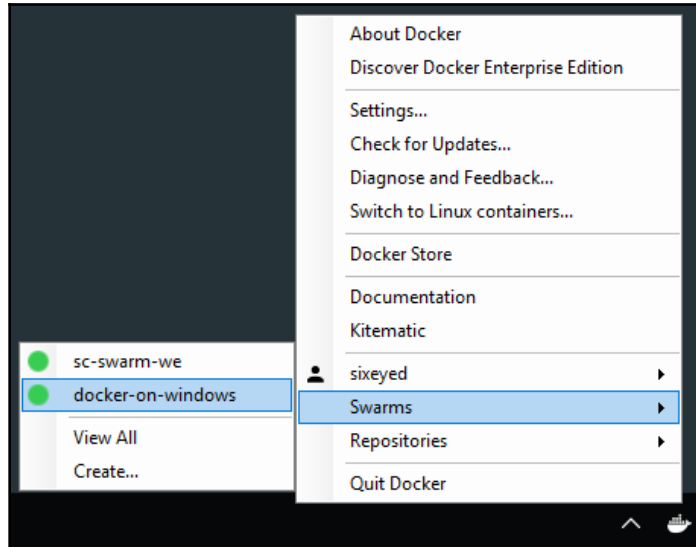 About Docker
Discover Docker Enterprise Edition
Settings...
Check for Updates...
Diagnose and Feedback...
Switch to Linux containers...
Docker Store
Documentation
Kitematic
sixeyed
Swarms
Repositories
Quit Docker
sc-swarm-we
docker-on-windows
View All
Create...